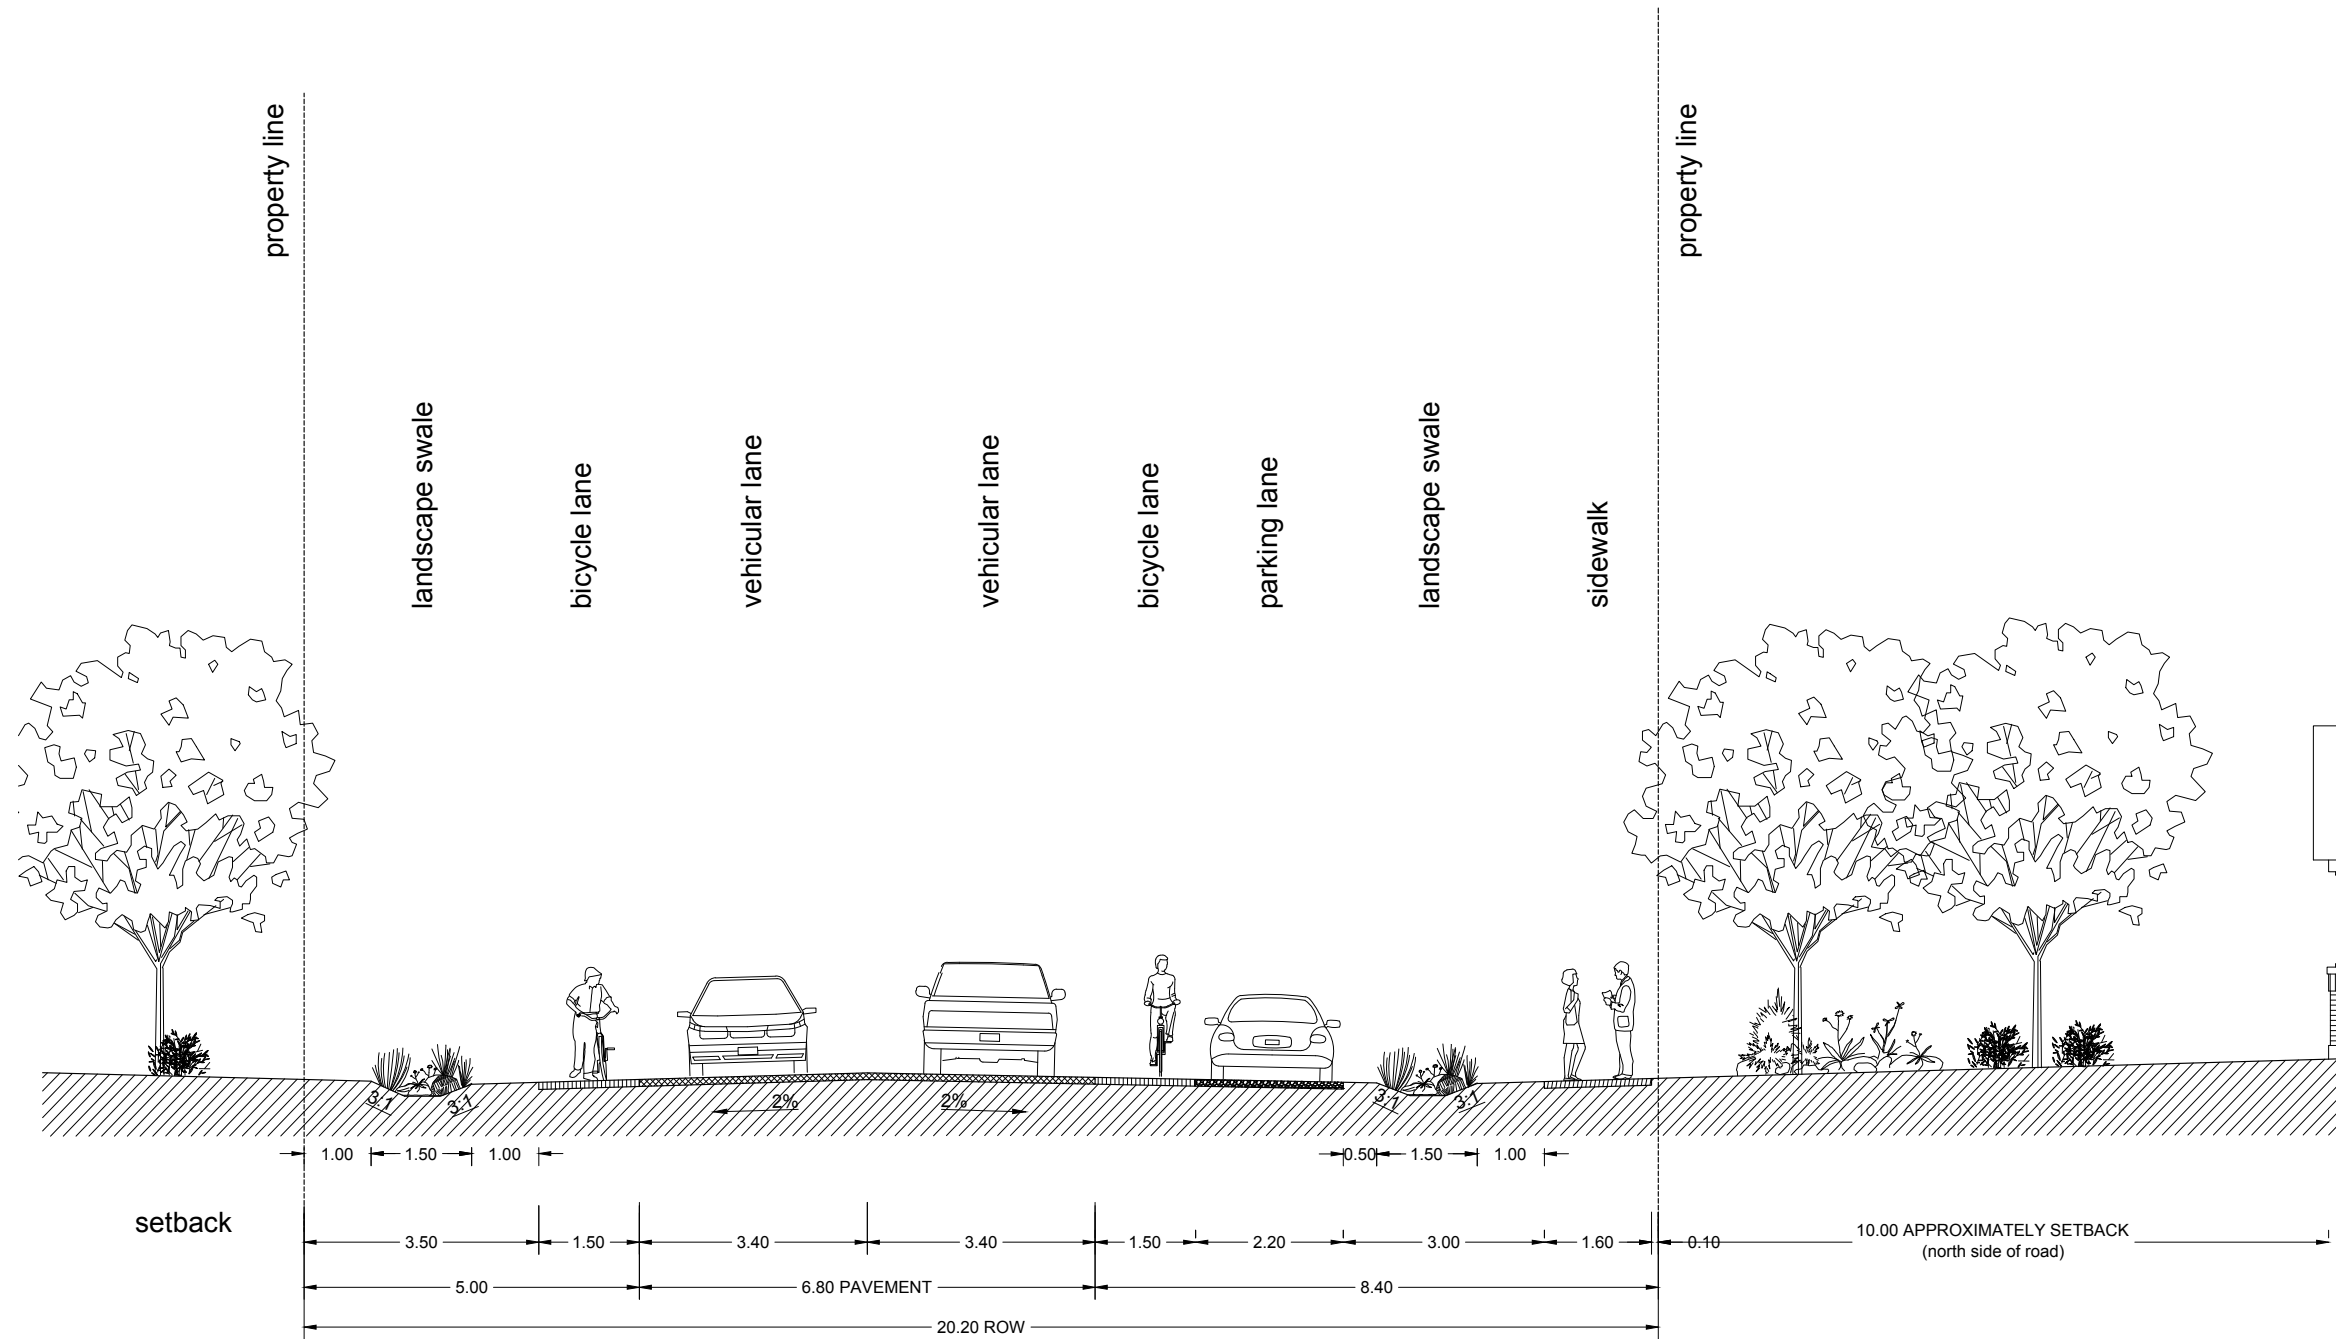 property line
property line
landscape swale
bicycle lane
vehicular lane
vehicular lane
bicycle lane
parking lane
landscape swale
sidewalk
3:1
3:1
2%
2%
3:1
3:1
1.00
1.50
1.00
0.50
1.50
1.00
setback
3.50
1.50
3.40
3.40
1.50
2.20
3.00
1.60
0.10
10.00 APPROXIMATELY SETBACK
(north side of road)
5.00
6.80 PAVEMENT
8.40
20.20 ROW